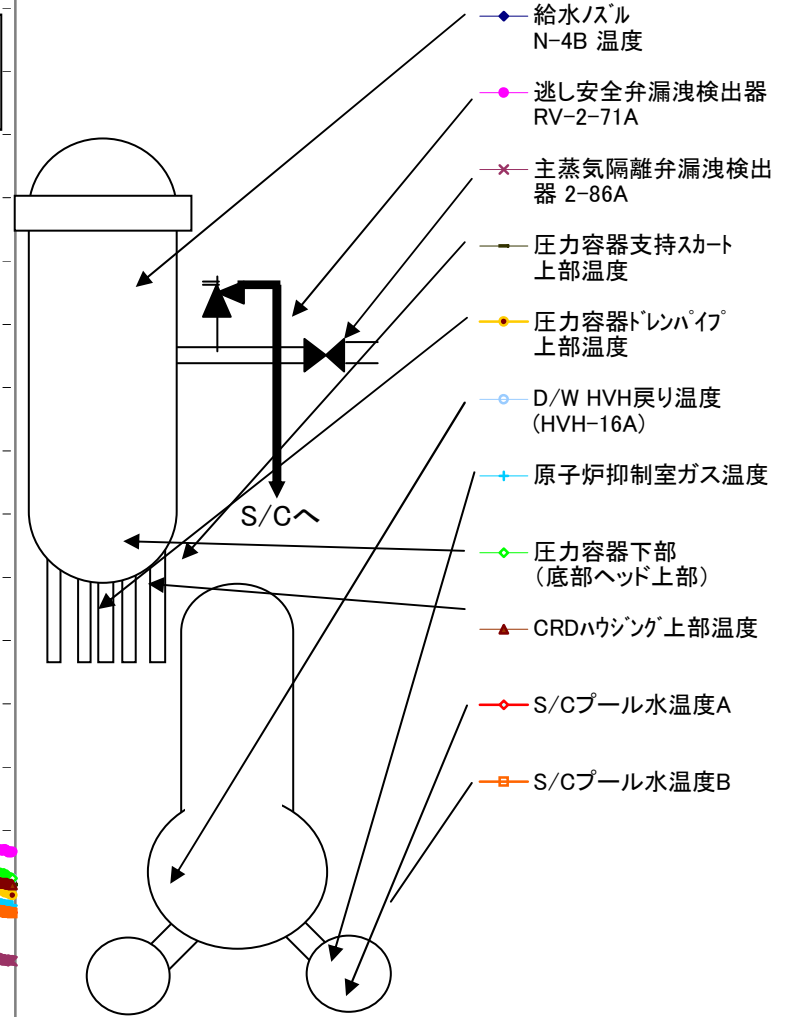 給水ノズル
N-4B 温度
逃し安全弁漏洩検出器
RV-2-71A
主蒸気隔離弁漏洩検出
器 2-86A
圧力容器支持スカート
上部温度
圧力容器ドレンパイプ
上部温度
D/W HVH戻り温度
(HVH-16A)
原子炉抑制室ガス温度
S/Cへ
圧力容器下部
（底部ヘッド上部）
CRDハウジング上部温度
S/Cプール水温度A
S/Cプール水温度B